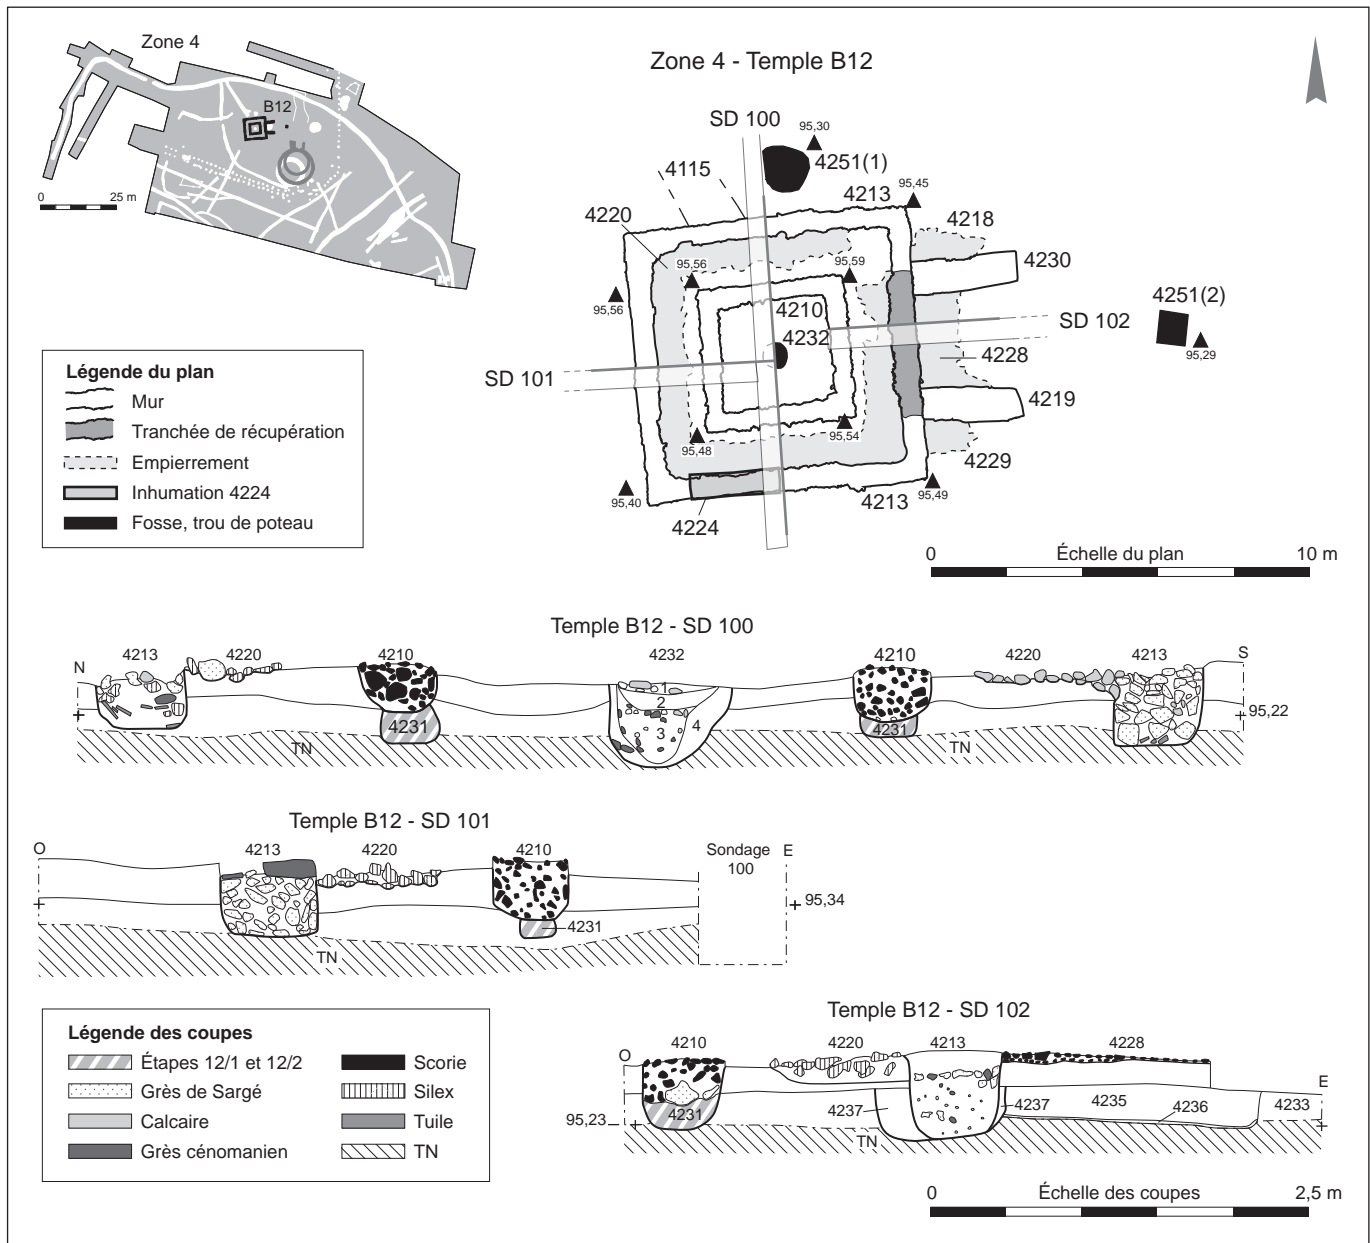 Zone 4
B12
0 25 m
Zone 4 - Temple B12
SD 100
95,30
4251(1)
4115
4213
95,45
4220
4218
4230
95,56
95,59
95,56
4210
4232
4251(2)
SD 102
95,29
4228
SD 101
4219
95,48
95,54
4229
95,40
4224
4213
95,49
0 Échelle du plan 10 m
Légende du plan
Mur
Tranchée de récupération
Empierrement
Inhumation 4224
Fosse, trou de poteau
Temple B12 - SD 100
N 4213 4220 4210 4232 4210 4220 4213 S
1
2
3
4
4231
4231
95,22
TN
TN
Temple B12 - SD 101
O 4213 4220 4210 Sondage 100 E
95,34
4231
TN
Légende des coupes
Étapes 12/1 et 12/2
Grès de Sargé
Calcaire
Grès cénomanien
Scorie
Silex
Tuile
TN
Temple B12 - SD 102
O 4210 4220 4213 4228 E
4231
4237
4237
4235
4236
4233
95,23
TN
0 Échelle des coupes 2,5 m